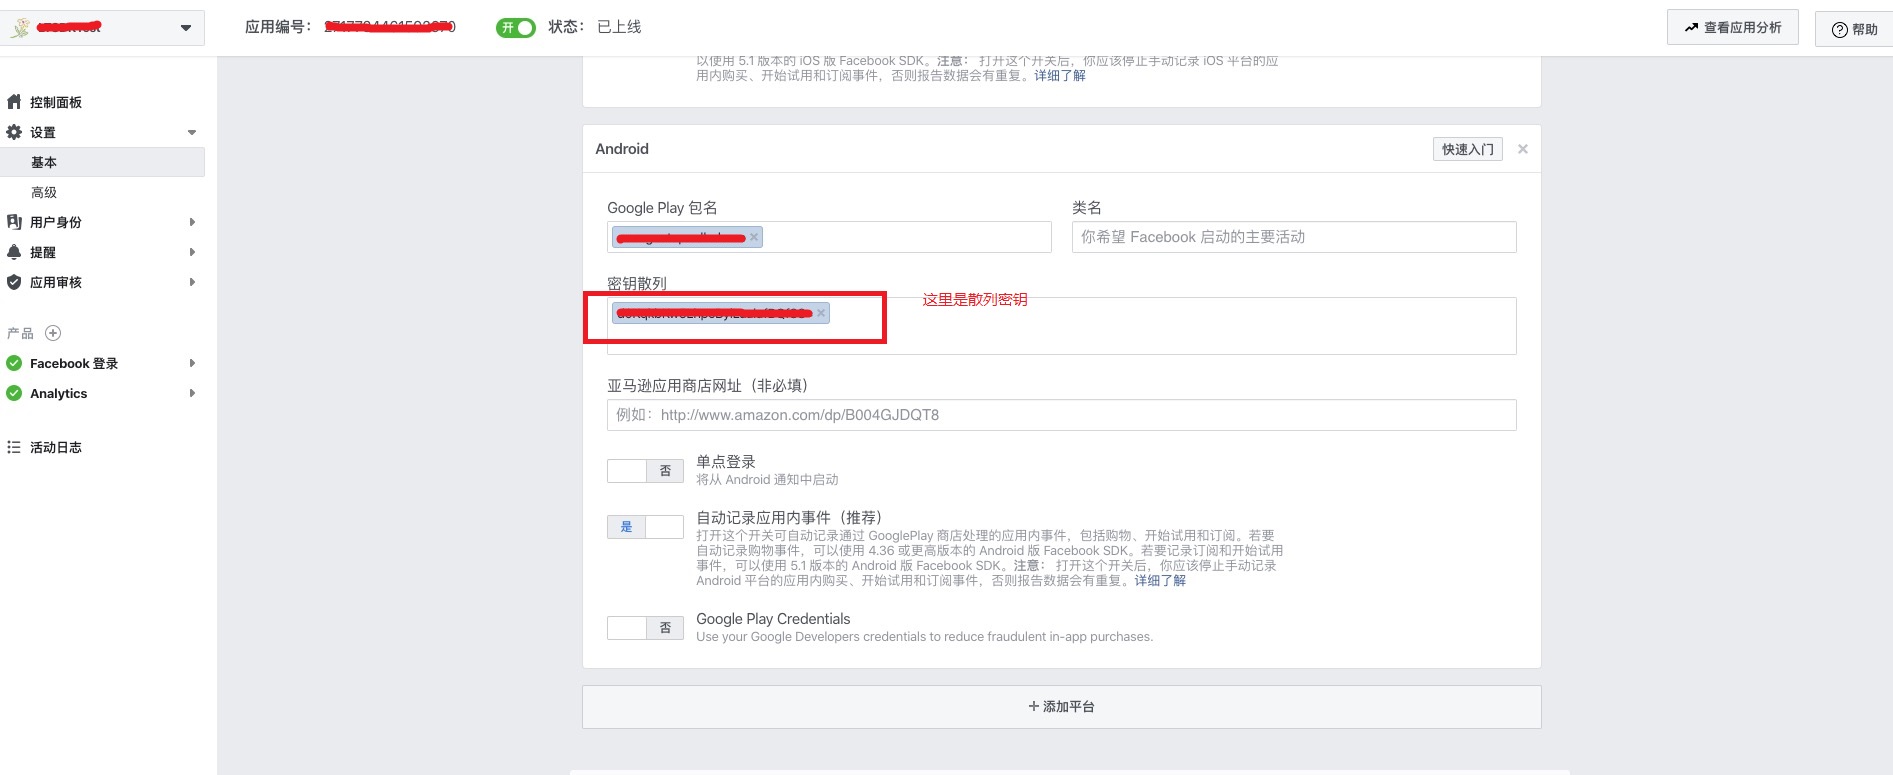 应用编号：
开
状态： 已上线
查看应用分析
帮助
控制面板
设置
基本
高级
用户身份
提醒
应用审核
产品
Facebook 登录
Analytics
活动日志
以使用 5.1 版本的 iOS 版 Facebook SDK。注意： 打开这个开关后，你应该停止手动记录 iOS 平台的应
用内购买、开始试用和订阅事件，否则报告数据会有重复。详细了解
Android
快速入门
Google Play 包名
类名
你希望 Facebook 启动的主要活动
密钥散列
这里是散列密钥
亚马逊应用商店网址（非必填）
例如：http://www.amazon.com/dp/B004GJDQT8
否
单点登录
将从 Android 通知中启动
是
自动记录应用内事件（推荐）
打开这个开关可自动记录通过 GooglePlay 商店处理的应用内事件，包括购物、开始试用和订阅。若要
自动记录购物事件，可以使用 4.36 或更高版本的 Android 版 Facebook SDK。若要记录订阅和开始试用
事件，可以使用 5.1 版本的 Android 版 Facebook SDK。注意： 打开这个开关后，你应该停止手动记录
Android 平台的应用内购买、开始试用和订阅事件，否则报告数据会有重复。详细了解
否
Google Play Credentials
Use your Google Developers credentials to reduce fraudulent in-app purchases.
添加平台